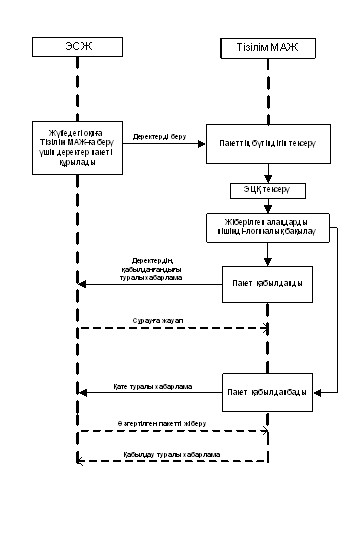 ЭСЖ
Тізілім МАЖ
Жүйедегі оқиға
Тізілім МАЖ-ға беру
үшін деректер пакеті
құрылады
Деректерді беру
Пакеттің бүтіндігін тексеру
ЭЦҚ тексеру
Жіберілген алаңдарды
пішінді-логикалық бақылау
Деректердің
қабылданғандығы
туралы хабарлама
Пакет қабылданды
Сұрауға жауап
Қате туралы хабарлама
Пакет қабылданбады
Өзгертілген пакетті жіберу
Қабылдау туралы хабарлама